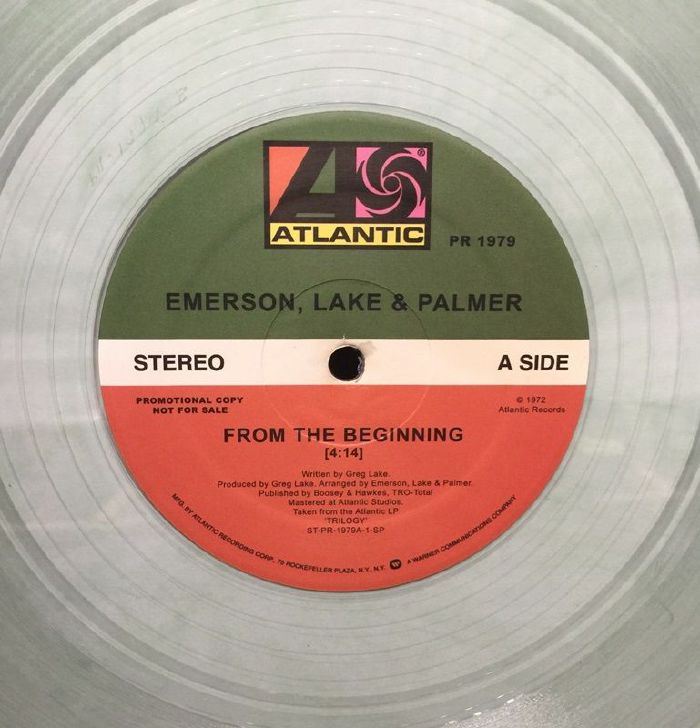 ATLANTIC
®
PR 1979
EMERSON, LAKE & PALMER
STEREO
A SIDE
PROMOTIONAL COPY
NOT FOR SALE
© 1972
Atlantic Records
FROM THE BEGINNING
[4:14]
Written by Greg Lake.
Produced by Greg Lake. Arranged by Emerson, Lake & Palmer.
Published by Boosey & Hawkes, TRO-Total
Mastered at Atlantic Studios.
Taken from the Atlantic LP
"TRILOGY"
ST-PR-1979A-1-SP
MFG. BY ATLANTIC RECORDING CORP. 70 ROCKEFELLER PLAZA, N.Y. N.Y. A WARNER COMMUNICATIONS COMPANY